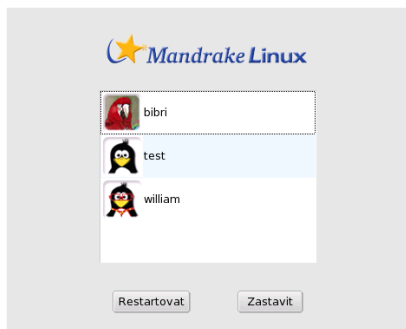 Mandrake Linux
bibri
test
william
Restartovat Zastavit